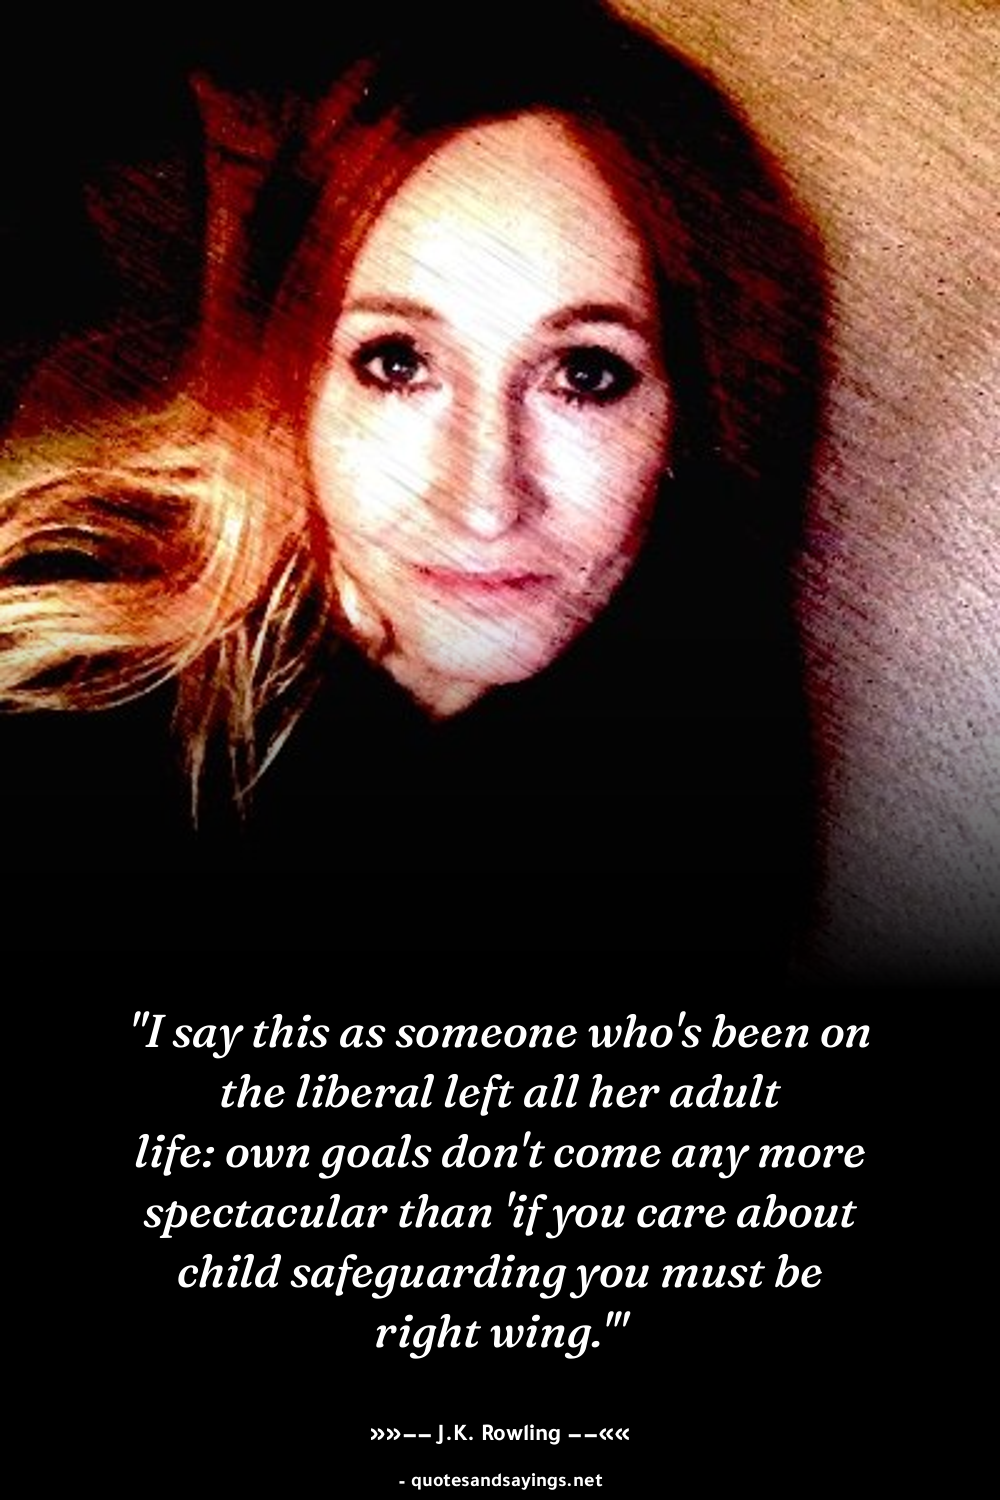 "I say this as someone who's been on
the liberal left all her adult
life: own goals don't come any more
spectacular than 'if you care about
child safeguarding you must be
right wing.'"
»»–– J.K. Rowling ––««
- quotesandsayings.net